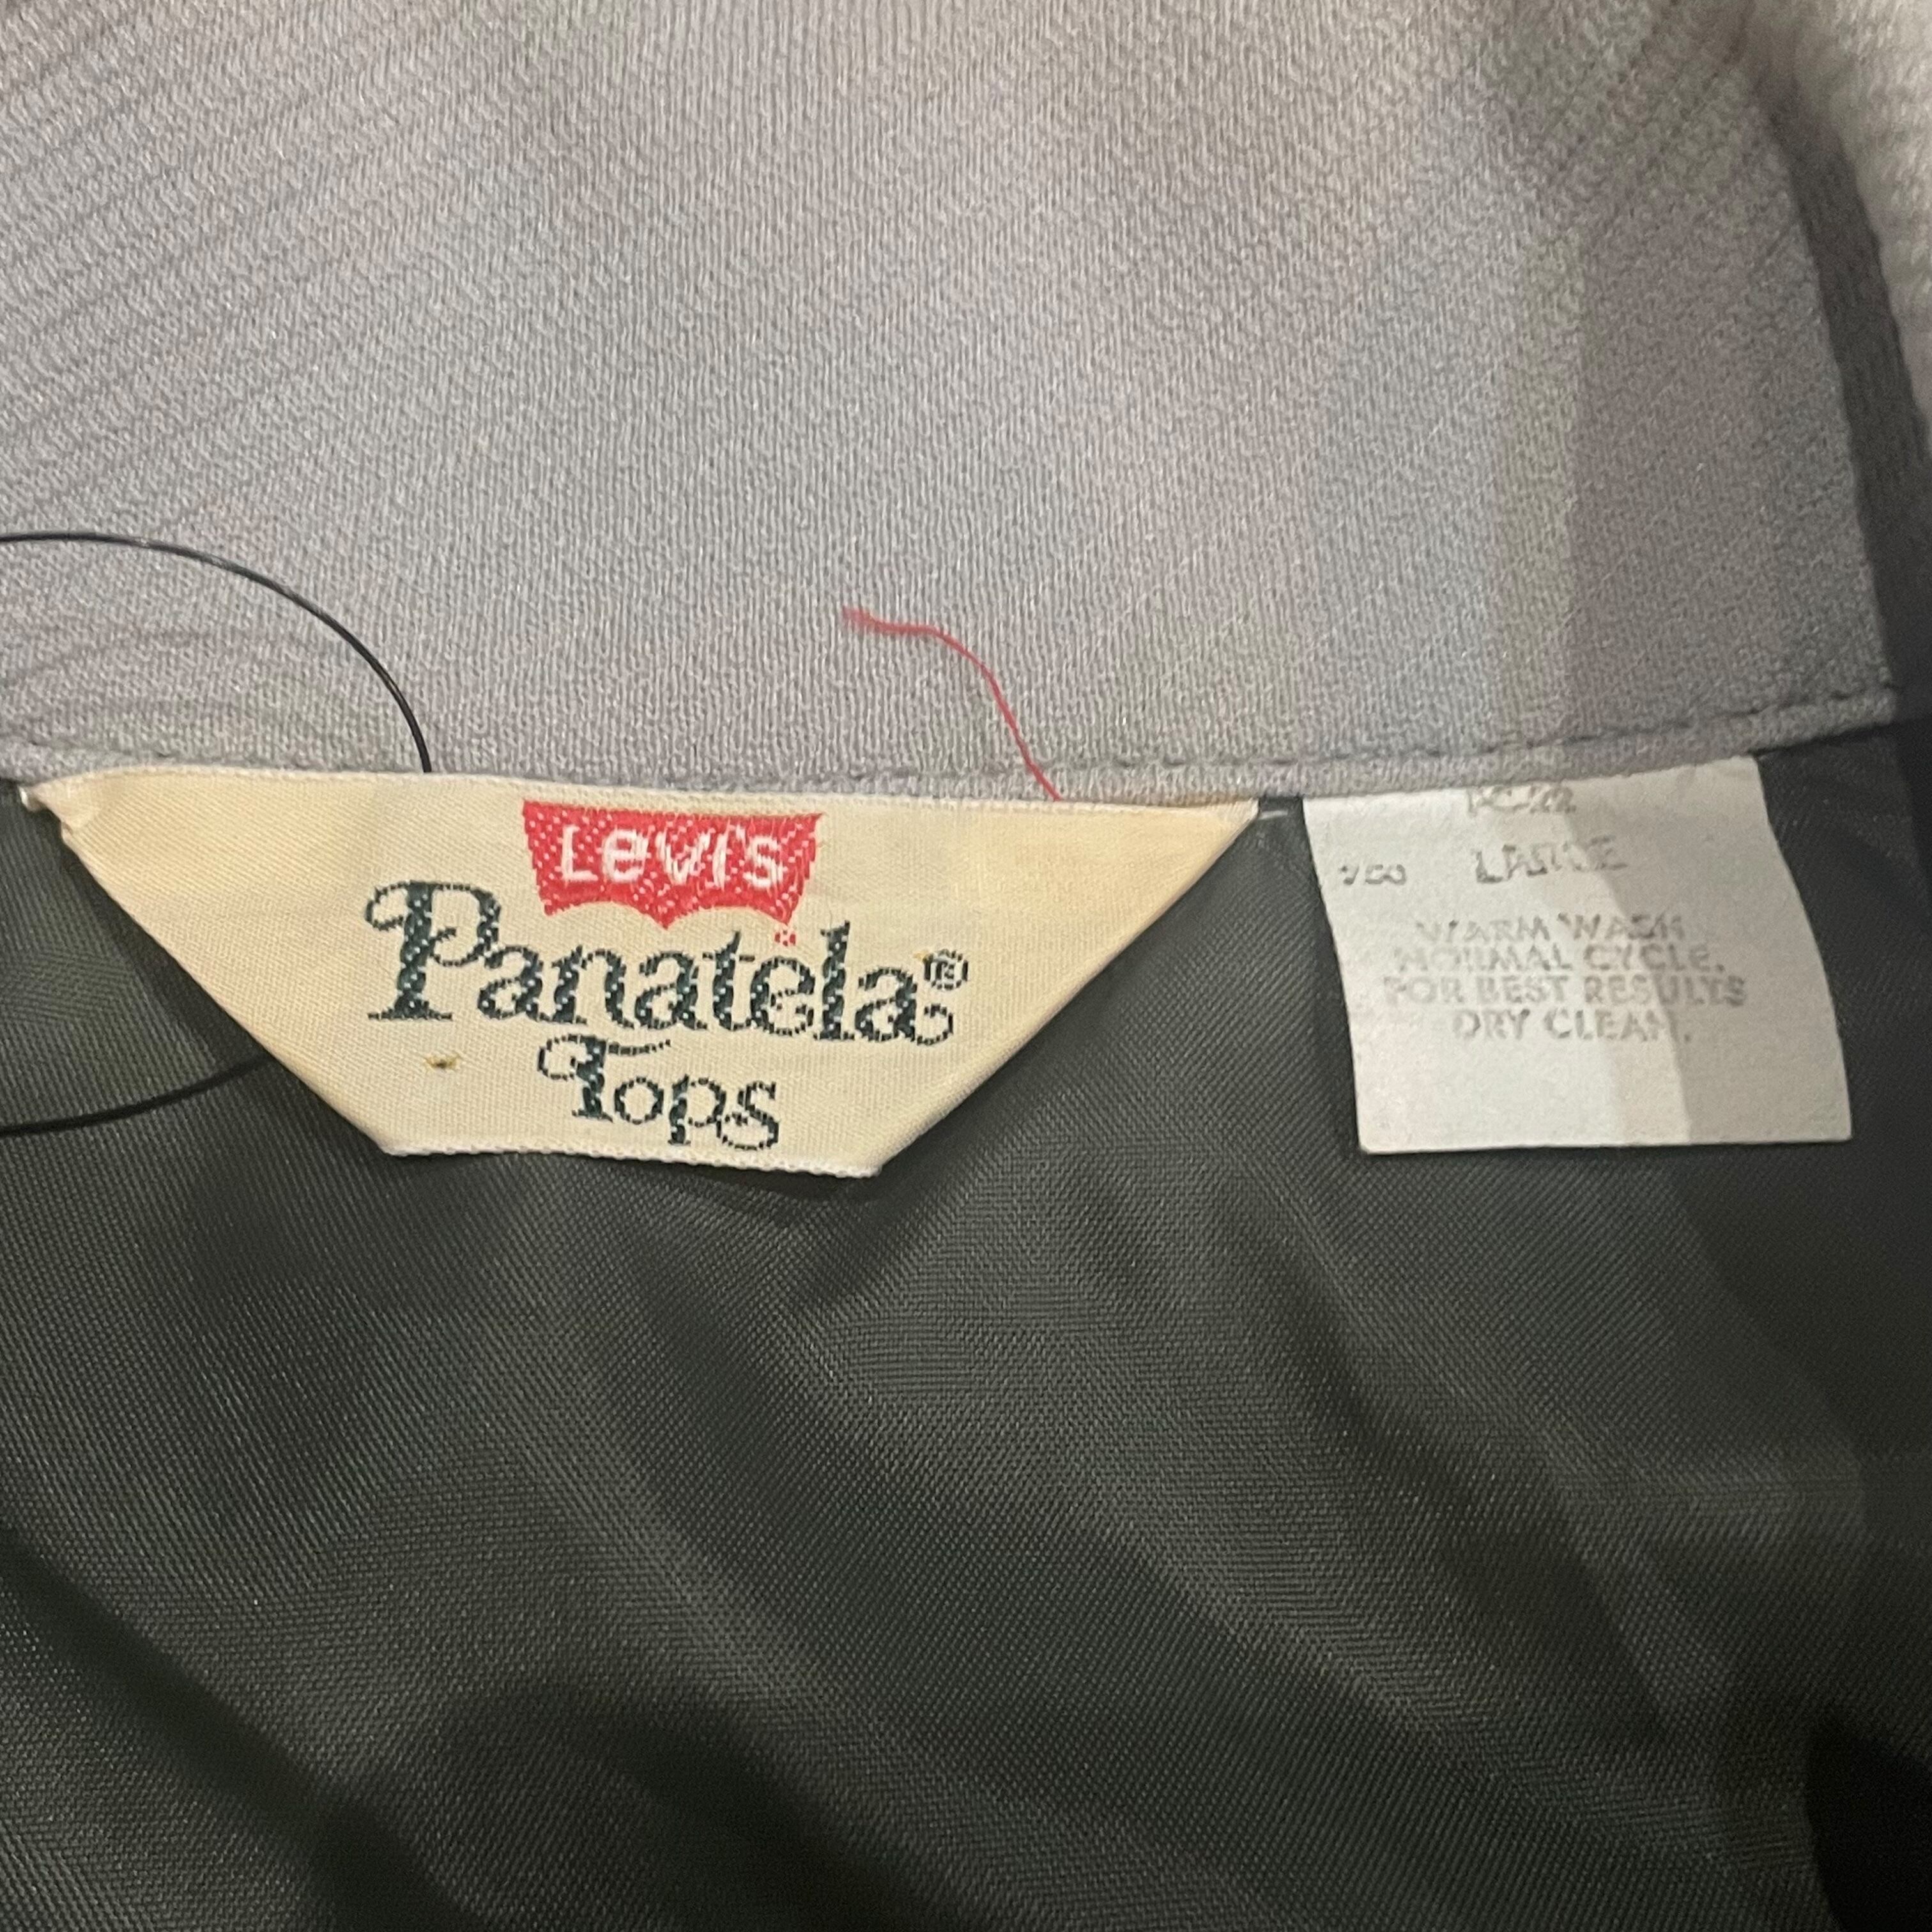 Levi's
Panatela®
Tops
LARGE
WARM WASH
NORMAL CYCLE.
FOR BEST RESULTS
DRY CLEAN.